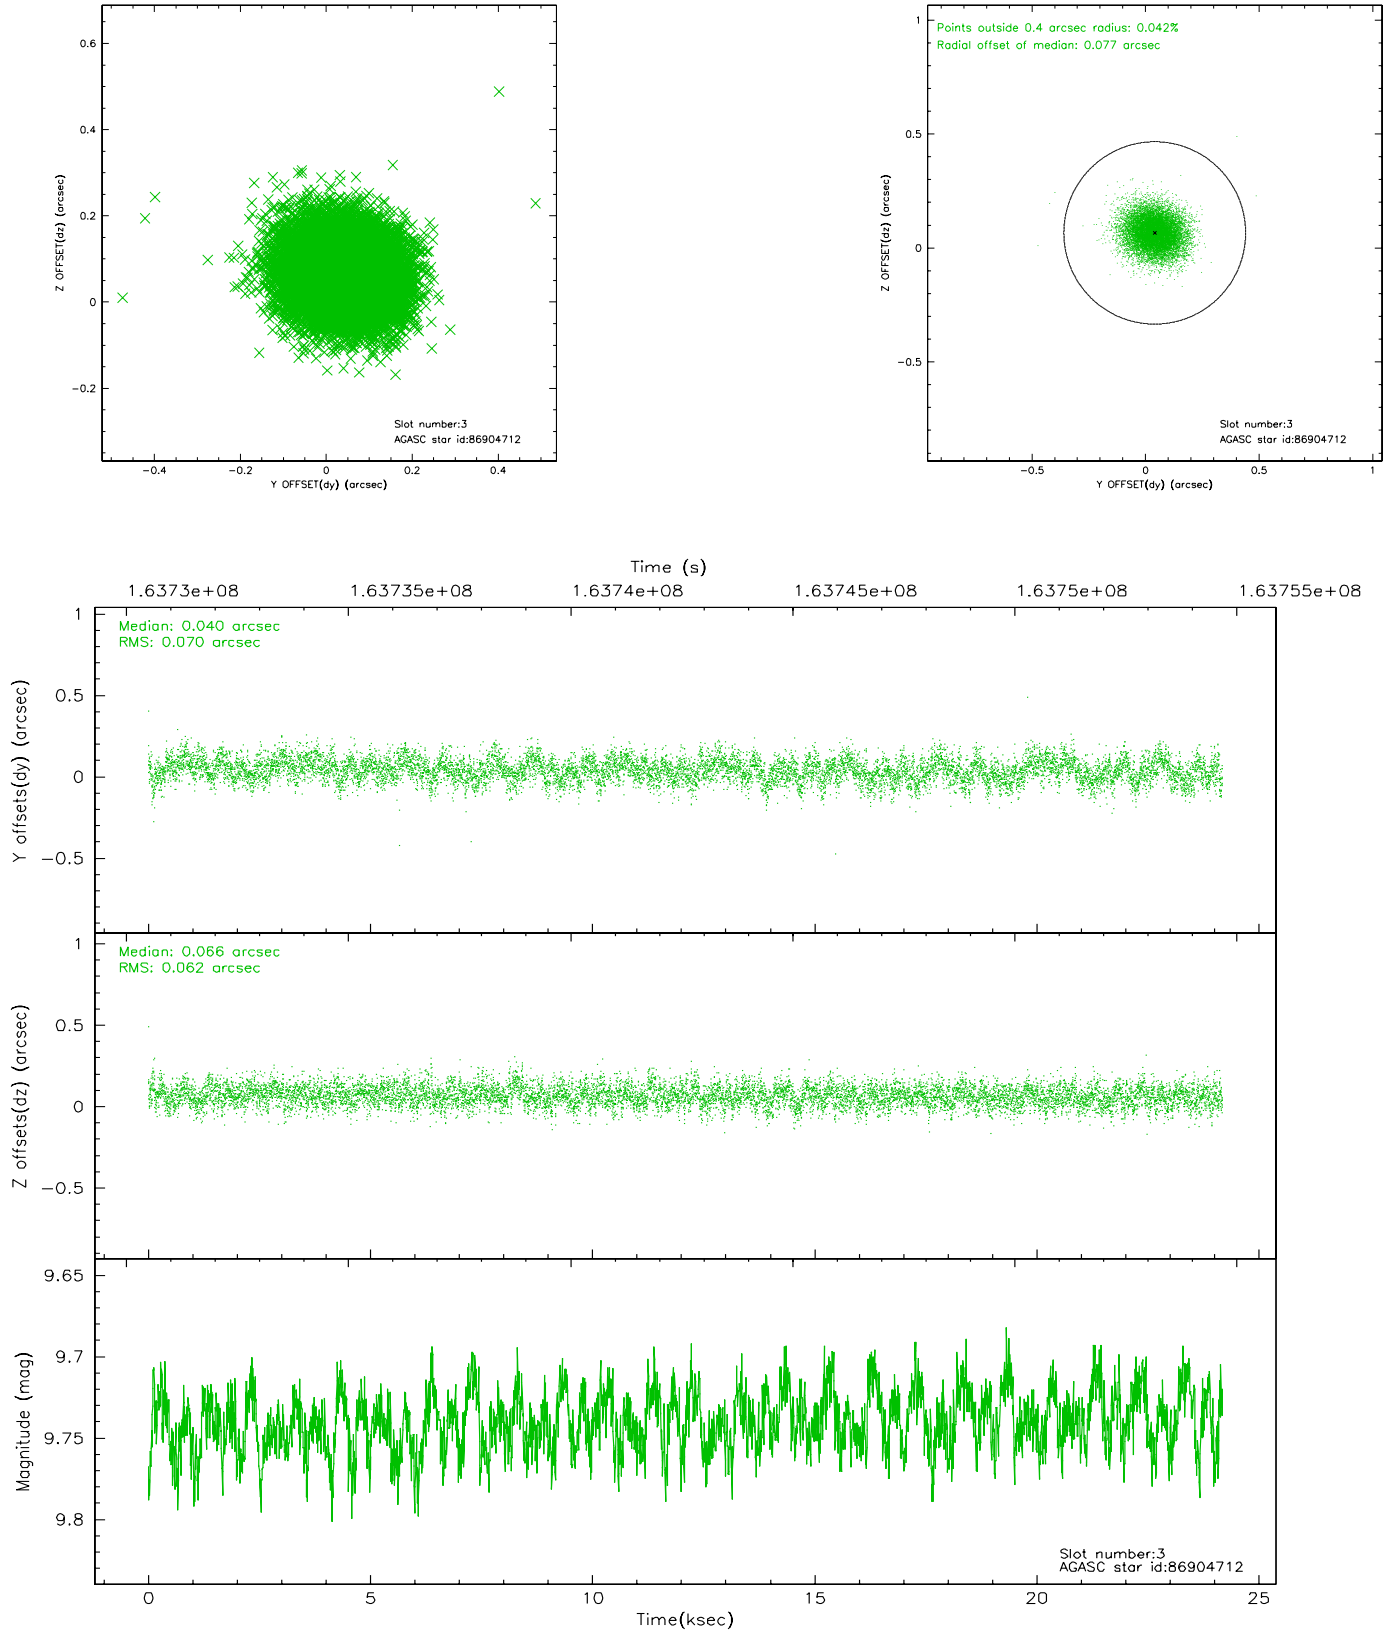 0.6
0.4
0.2
0
−0.2
Z OFFSET(dz) (arcsec)
Slot number:3
AGASC star id:86904712
−0.4 −0.2 0 0.2 0.4
Y OFFSET(dy) (arcsec)
Points outside 0.4 arcsec radius: 0.042%
Radial offset of median: 0.077 arcsec
1
0.5
0
−0.5
Z OFFSET(dz) (arcsec)
Slot number:3
AGASC star id:86904712
−0.5 0 0.5 1
Y OFFSET(dy) (arcsec)
Time (s)
1.6373e+08 1.63735e+08 1.6374e+08 1.63745e+08 1.6375e+08 1.63755e+08
Median: 0.040 arcsec
RMS: 0.070 arcsec
1
0.5
0
−0.5
Y offsets(dy) (arcsec)
Median: 0.066 arcsec
RMS: 0.062 arcsec
1
0.5
0
−0.5
Z offsets(dz) (arcsec)
9.65
9.7
9.75
9.8
Magnitude (mag)
Slot number:3
AGASC star id:86904712
0 5 10 15 20 25
Time(ksec)